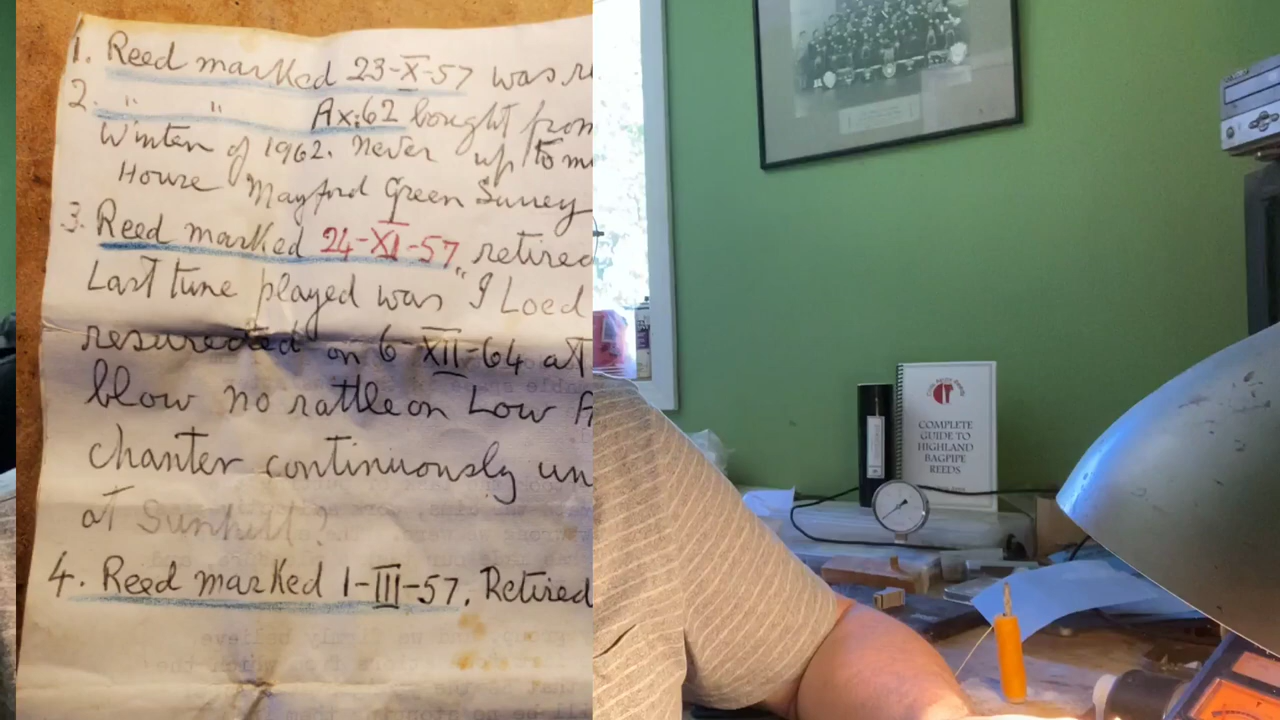 1. Reed marked 23-X-57 was
2. " " Ax:62 bought from
Winter of 1962. Never up to
House Mayford Green Surrey
3. Reed marked 24-XI-57 retired
Last tune played was "I Loed
resurected on 6-XII-64 at
blow no rattle on Low A
chanter continuously un
at Sunhill?
4. Reed marked 1-III-57. Retired
COMPLETE
GUIDE TO
HIGHLAND
BAGPIPE
REEDS